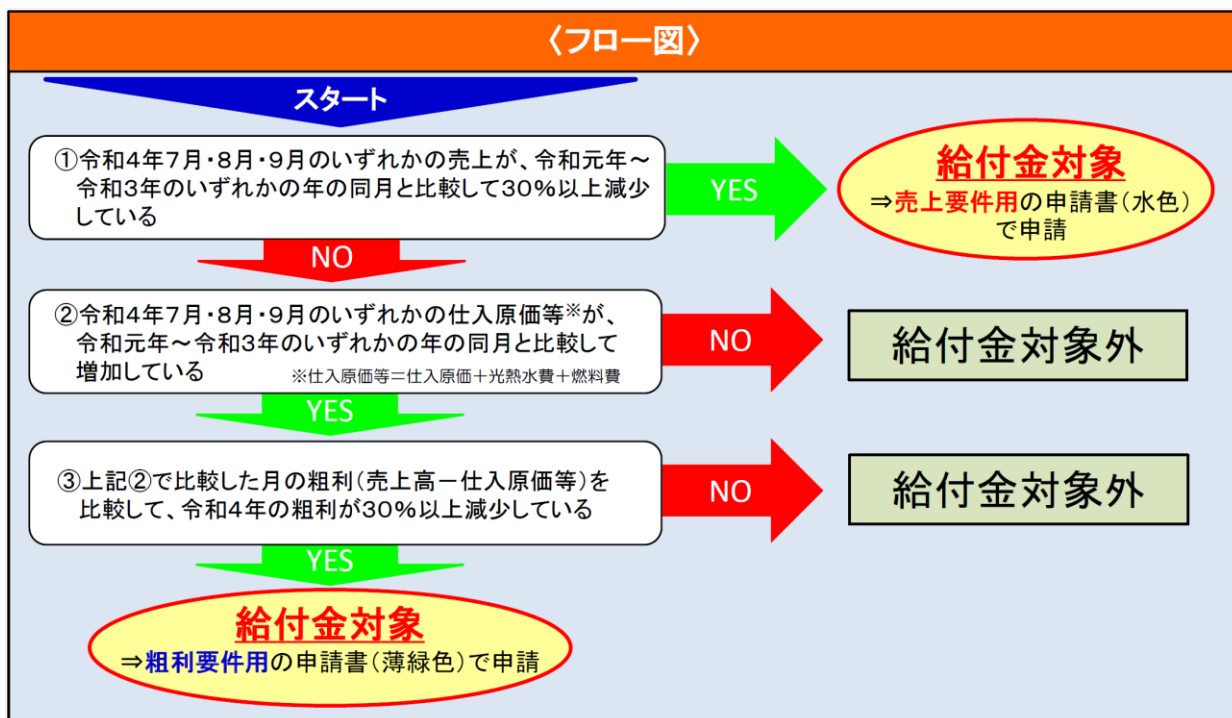 〈フロー図〉
スタート
①令和4年7月・8月・9月のいずれかの売上が、令和元年～
令和3年のいずれかの年の同月と比較して30％以上減少
している
YES
給付金対象
⇒売上要件用の申請書（水色）
で申請
NO
②令和4年7月・8月・9月のいずれかの仕入原価等※が、
令和元年～令和3年のいずれかの年の同月と比較して
増加している
※仕入原価等＝仕入原価＋光熱水費＋燃料費
NO
給付金対象外
YES
③上記②で比較した月の粗利（売上高－仕入原価等）を
比較して、令和4年の粗利が30％以上減少している
NO
給付金対象外
YES
給付金対象
⇒粗利要件用の申請書（薄緑色）で申請